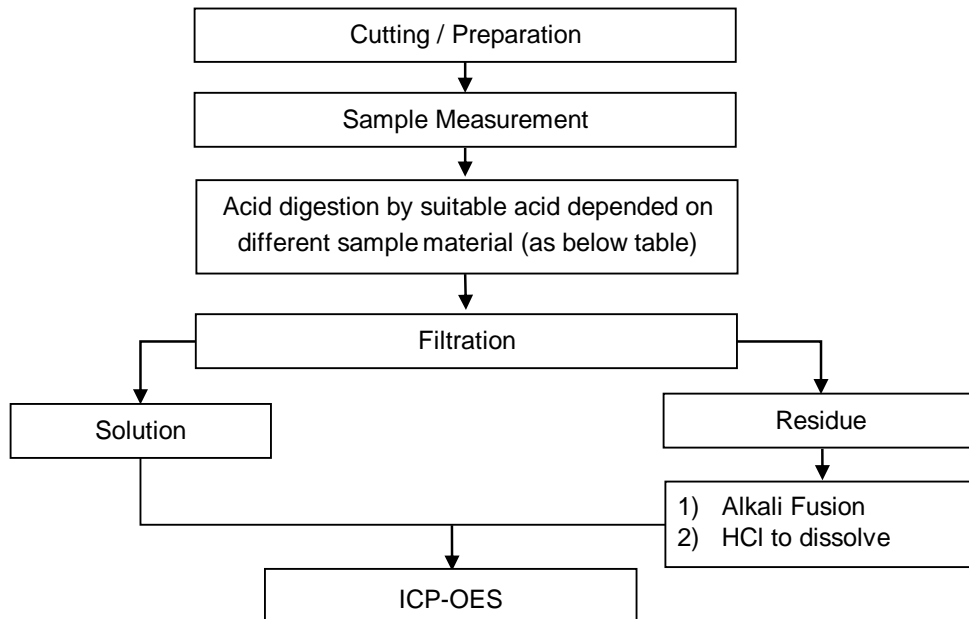 Cutting / Preparation
Sample Measurement
Acid digestion by suitable acid depended on
different sample material (as below table)
Filtration
Solution
Residue
1) Alkali Fusion
2) HCl to dissolve
ICP-OES